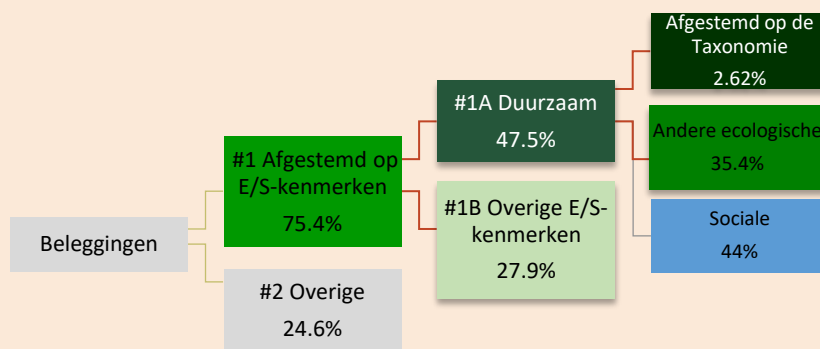 Beleggingen
#1 Afgestemd op
E/S-kenmerken
75.4%
#2 Overige
24.6%
#1A Duurzaam
47.5%
#1B Overige E/S-
kenmerken
27.9%
Afgestemd op de
Taxonomie
2.62%
Andere ecologische
35.4%
Sociale
44%